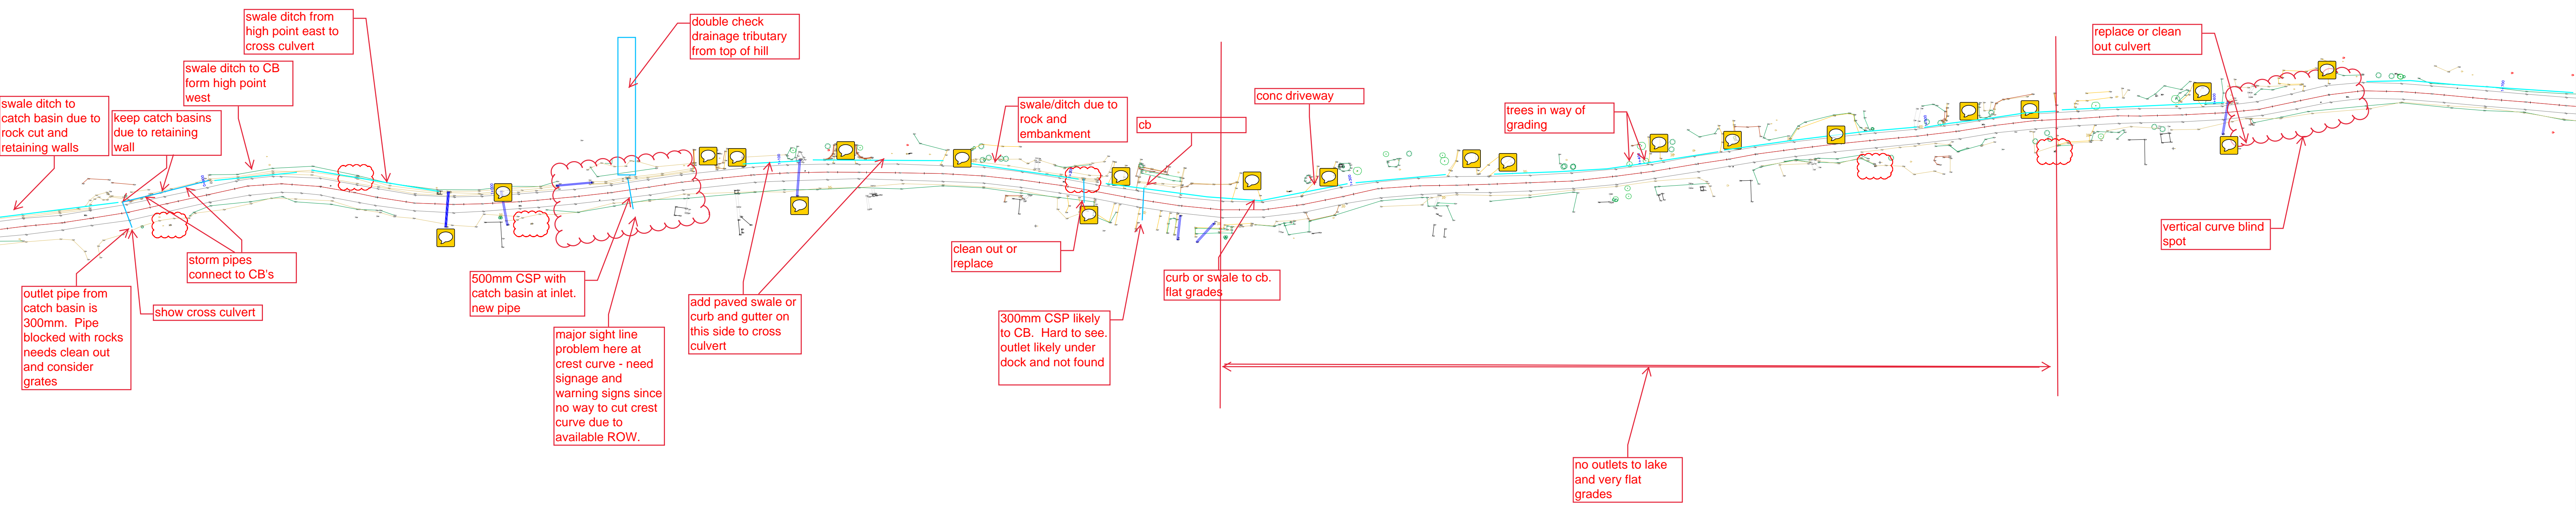 swale ditch from
high point east to
cross culvert
double check
drainage tributary
from top of hill
replace or clean
out culvert
swale ditch to CB
form high point
west
swale ditch to
catch basin due to
rock cut and
retaining walls
keep catch basins
due to retaining
wall
swale/ditch due to
rock and
embankment
cb
conc driveway
trees in way of
grading
storm pipes
connect to CB's
outlet pipe from
catch basin is
300mm. Pipe
blocked with rocks
needs clean out
and consider
grates
show cross culvert
500mm CSP with
catch basin at inlet.
new pipe
major sight line
problem here at
crest curve - need
signage and
warning signs since
no way to cut crest
curve due to
available ROW.
add paved swale or
curb and gutter on
this side to cross
culvert
clean out or
replace
300mm CSP likely
to CB. Hard to see.
outlet likely under
dock and not found
curb or swale to cb.
flat grades
vertical curve blind
spot
no outlets to lake
and very flat
grades